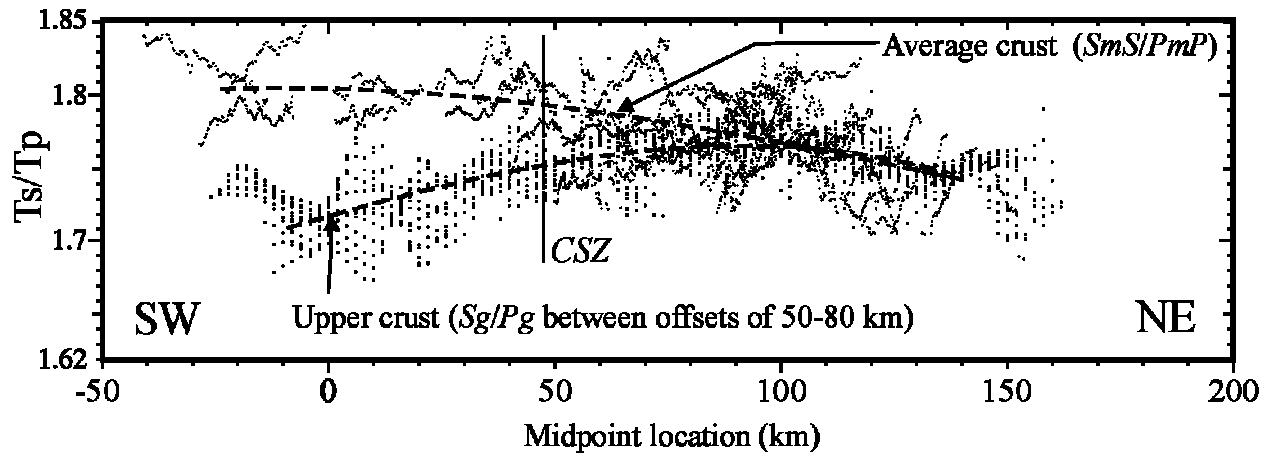 1.85
Average crust (SmS/PmP)
1.8
Ts/Tp
1.7
CSZ
SW
Upper crust (Sg/Pg between offsets of 50-80 km)
NE
1.62
-50 0 50 100 150 200
Midpoint location (km)